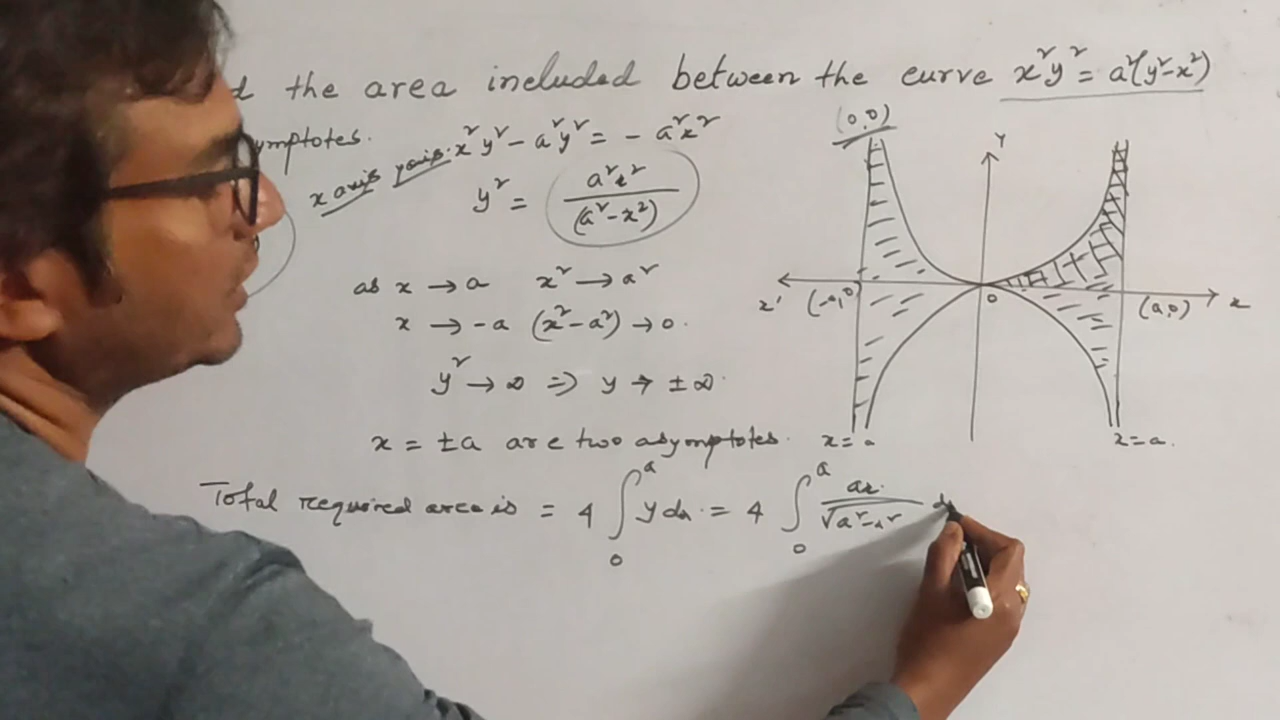 the area included between the curve x²y² = a²(y²-x²)
ymptotes.
x axis y axis. x²y² - a²y² = - a²x²
y² = a²x² / (a²-x²)
as x → a x² → a²
x → -a (x²-a²) → 0.
y² → ∞ => y → ±∞.
x = ±a are two asymptotes.
Total required area is = 4 ∫₀ᵃ y dx. = 4 ∫₀ᵃ ax. / √a²-x² d
(0,0)
Y
x' (-a,0) 0 (a,0) x
x=-a x=a.